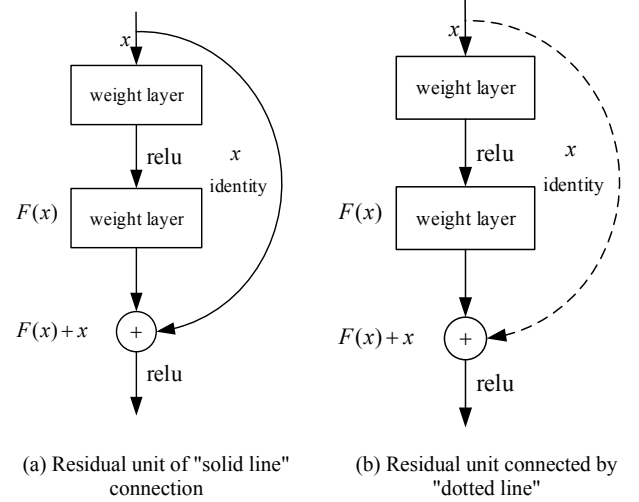 x
weight layer
relu
x
identity
F(x)
weight layer
F(x)+x
+
relu
(a) Residual unit of "solid line"
connection
x
weight layer
relu
x
identity
F(x)
weight layer
F(x)+x
+
relu
(b) Residual unit connected by
"dotted line"